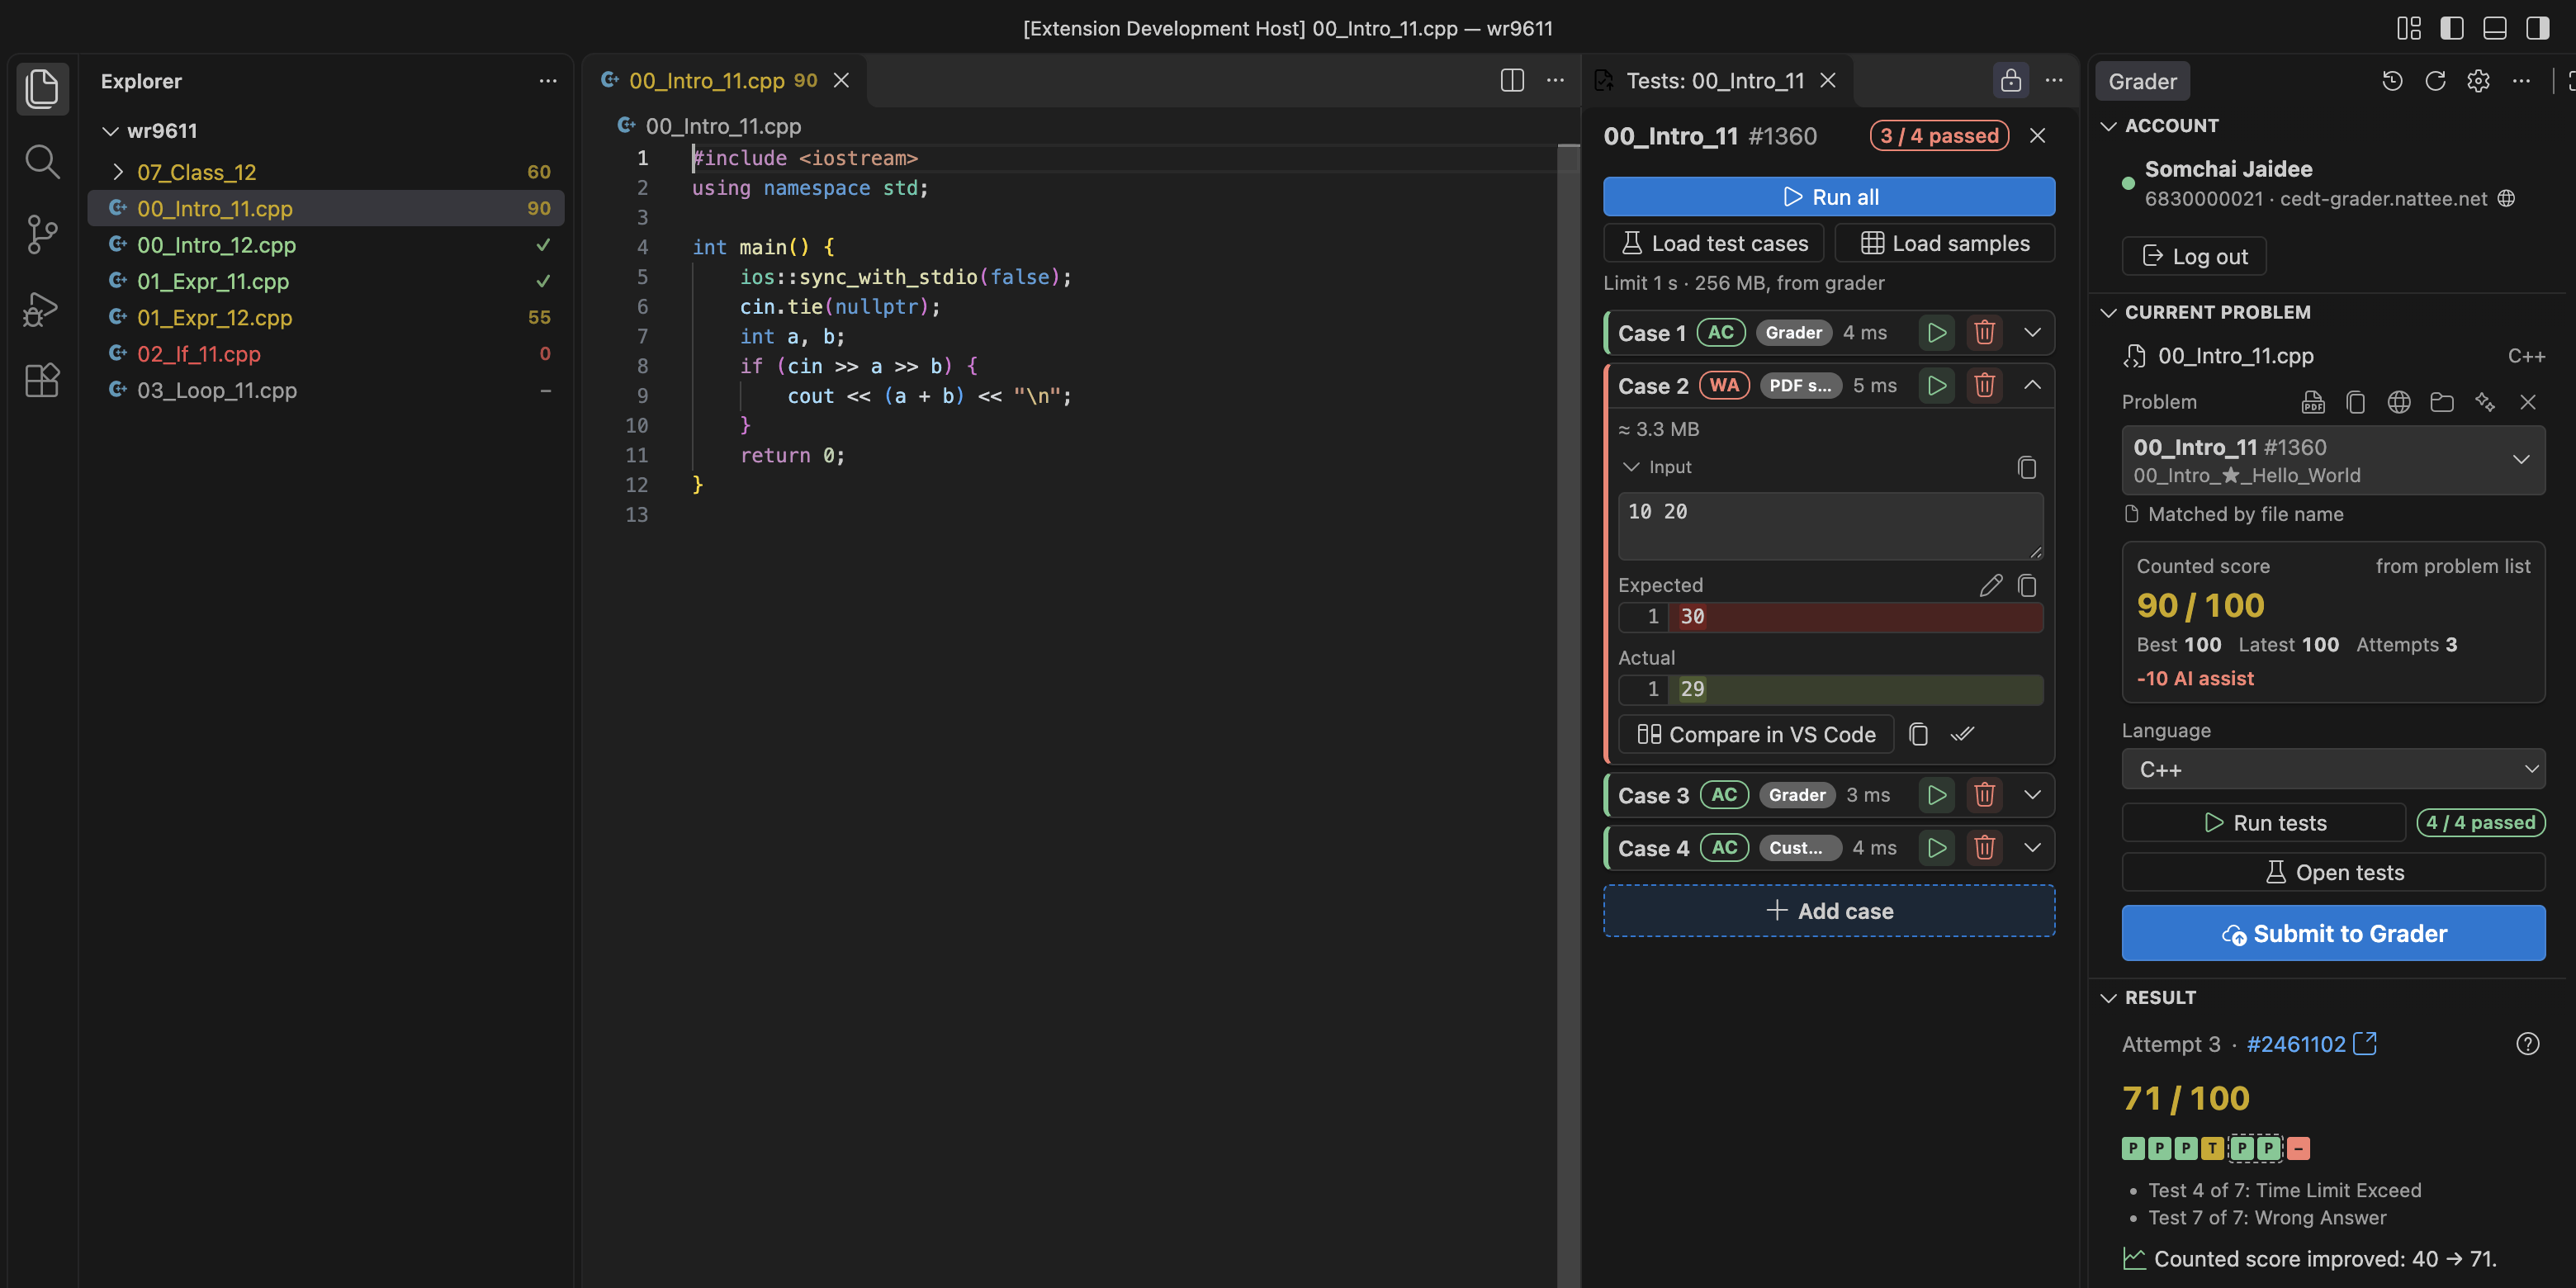 [Extension Development Host] 00_Intro_11.cpp — wr9611
Explorer
wr9611
07_Class_12 60
00_Intro_11.cpp 90
00_Intro_12.cpp
01_Expr_11.cpp
01_Expr_12.cpp 55
02_If_11.cpp 0
03_Loop_11.cpp –
00_Intro_11.cpp 90
00_Intro_11.cpp
1 #include <iostream>
2 using namespace std;
3
4 int main() {
5 ios::sync_with_stdio(false);
6 cin.tie(nullptr);
7 int a, b;
8 if (cin >> a >> b) {
9 cout << (a + b) << "\n";
10 }
11 return 0;
12 }
13
Tests: 00_Intro_11
00_Intro_11 #1360 3 / 4 passed
Run all
Load test cases Load samples
Limit 1 s · 256 MB, from grader
Case 1 AC Grader 4 ms
Case 2 WA PDF s... 5 ms
≈ 3.3 MB
Input
10 20
Expected
1 30
Actual
1 29
Compare in VS Code
Case 3 AC Grader 3 ms
Case 4 AC Cust... 4 ms
Add case
Grader
ACCOUNT
Somchai Jaidee
6830000021 · cedt-grader.nattee.net
Log out
CURRENT PROBLEM
00_Intro_11.cpp C++
Problem
PDF
00_Intro_11 #1360
00_Intro_★_Hello_World
Matched by file name
Counted score from problem list
90 / 100
Best 100 Latest 100 Attempts 3
-10 AI assist
Language
C++
Run tests 4 / 4 passed
Open tests
Submit to Grader
RESULT
Attempt 3 · #2461102
71 / 100
P P P T P P –
• Test 4 of 7: Time Limit Exceed
• Test 7 of 7: Wrong Answer
Counted score improved: 40 → 71.